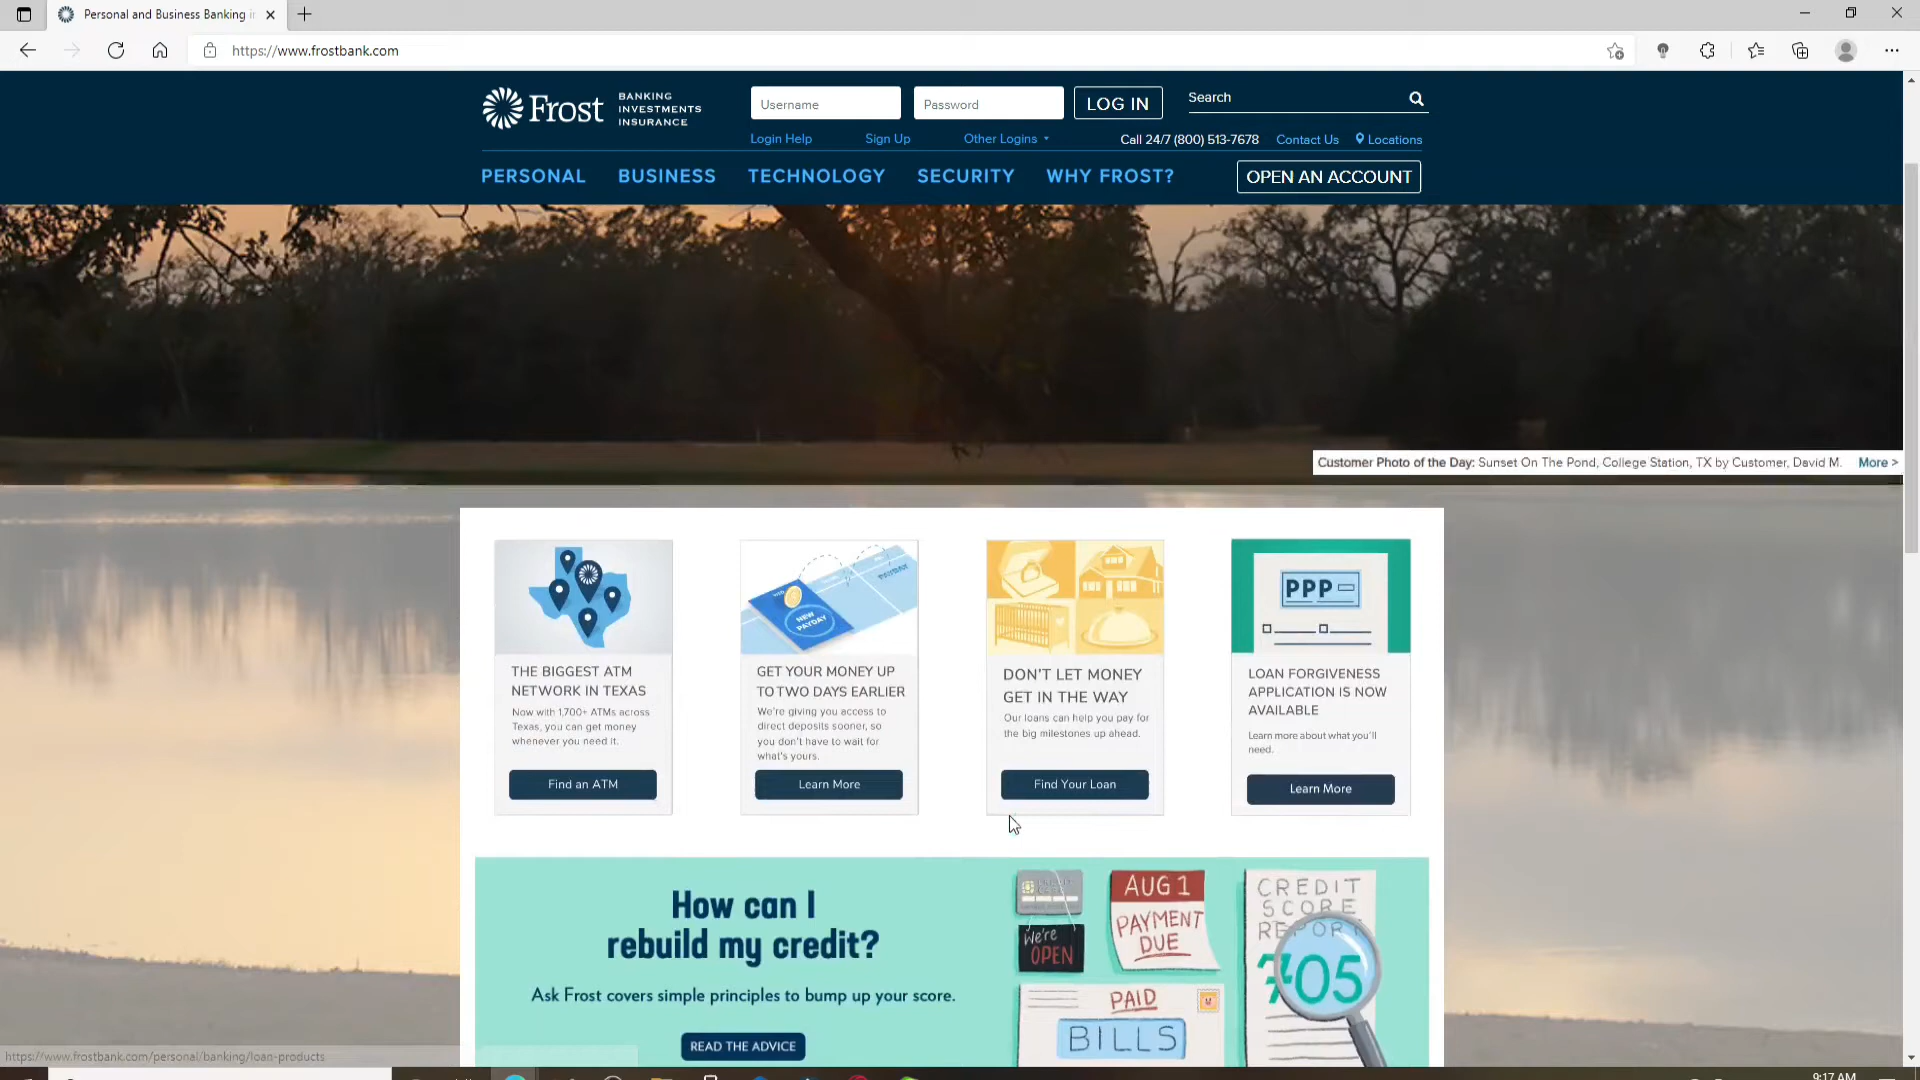 Personal and Business Banking i
https://www.frostbank.com
Frost
BANKING
INVESTMENTS
INSURANCE
Username
Password
LOG IN
Search
Login Help
Sign Up
Other Logins
Call 24/7 (800) 513-7678
Contact Us
Locations
PERSONAL
BUSINESS
TECHNOLOGY
SECURITY
WHY FROST?
OPEN AN ACCOUNT
Customer Photo of the Day: Sunset On The Pond, College Station, TX by Customer, David M. More >
PAYDAY
NEW
PAYDAY
PPP
THE BIGGEST ATM
NETWORK IN TEXAS
Now with 1,700+ ATMs across
Texas, you can get money
whenever you need it.
Find an ATM
GET YOUR MONEY UP
TO TWO DAYS EARLIER
We're giving you access to
direct deposits sooner, so
you don't have to wait for
what's yours.
Learn More
DON'T LET MONEY
GET IN THE WAY
Our loans can help you pay for
the big milestones up ahead.
Find Your Loan
LOAN FORGIVENESS
APPLICATION IS NOW
AVAILABLE
Learn more about what you'll
need.
Learn More
How can I
rebuild my credit?
Ask Frost covers simple principles to bump up your score.
READ THE ADVICE
We're
OPEN
AUG 1
PAYMENT
DUE
PAID
BILLS
CREDIT
SCORE
REPORT
705
https://www.frostbank.com/personal/banking/loan-products
9:17 AM